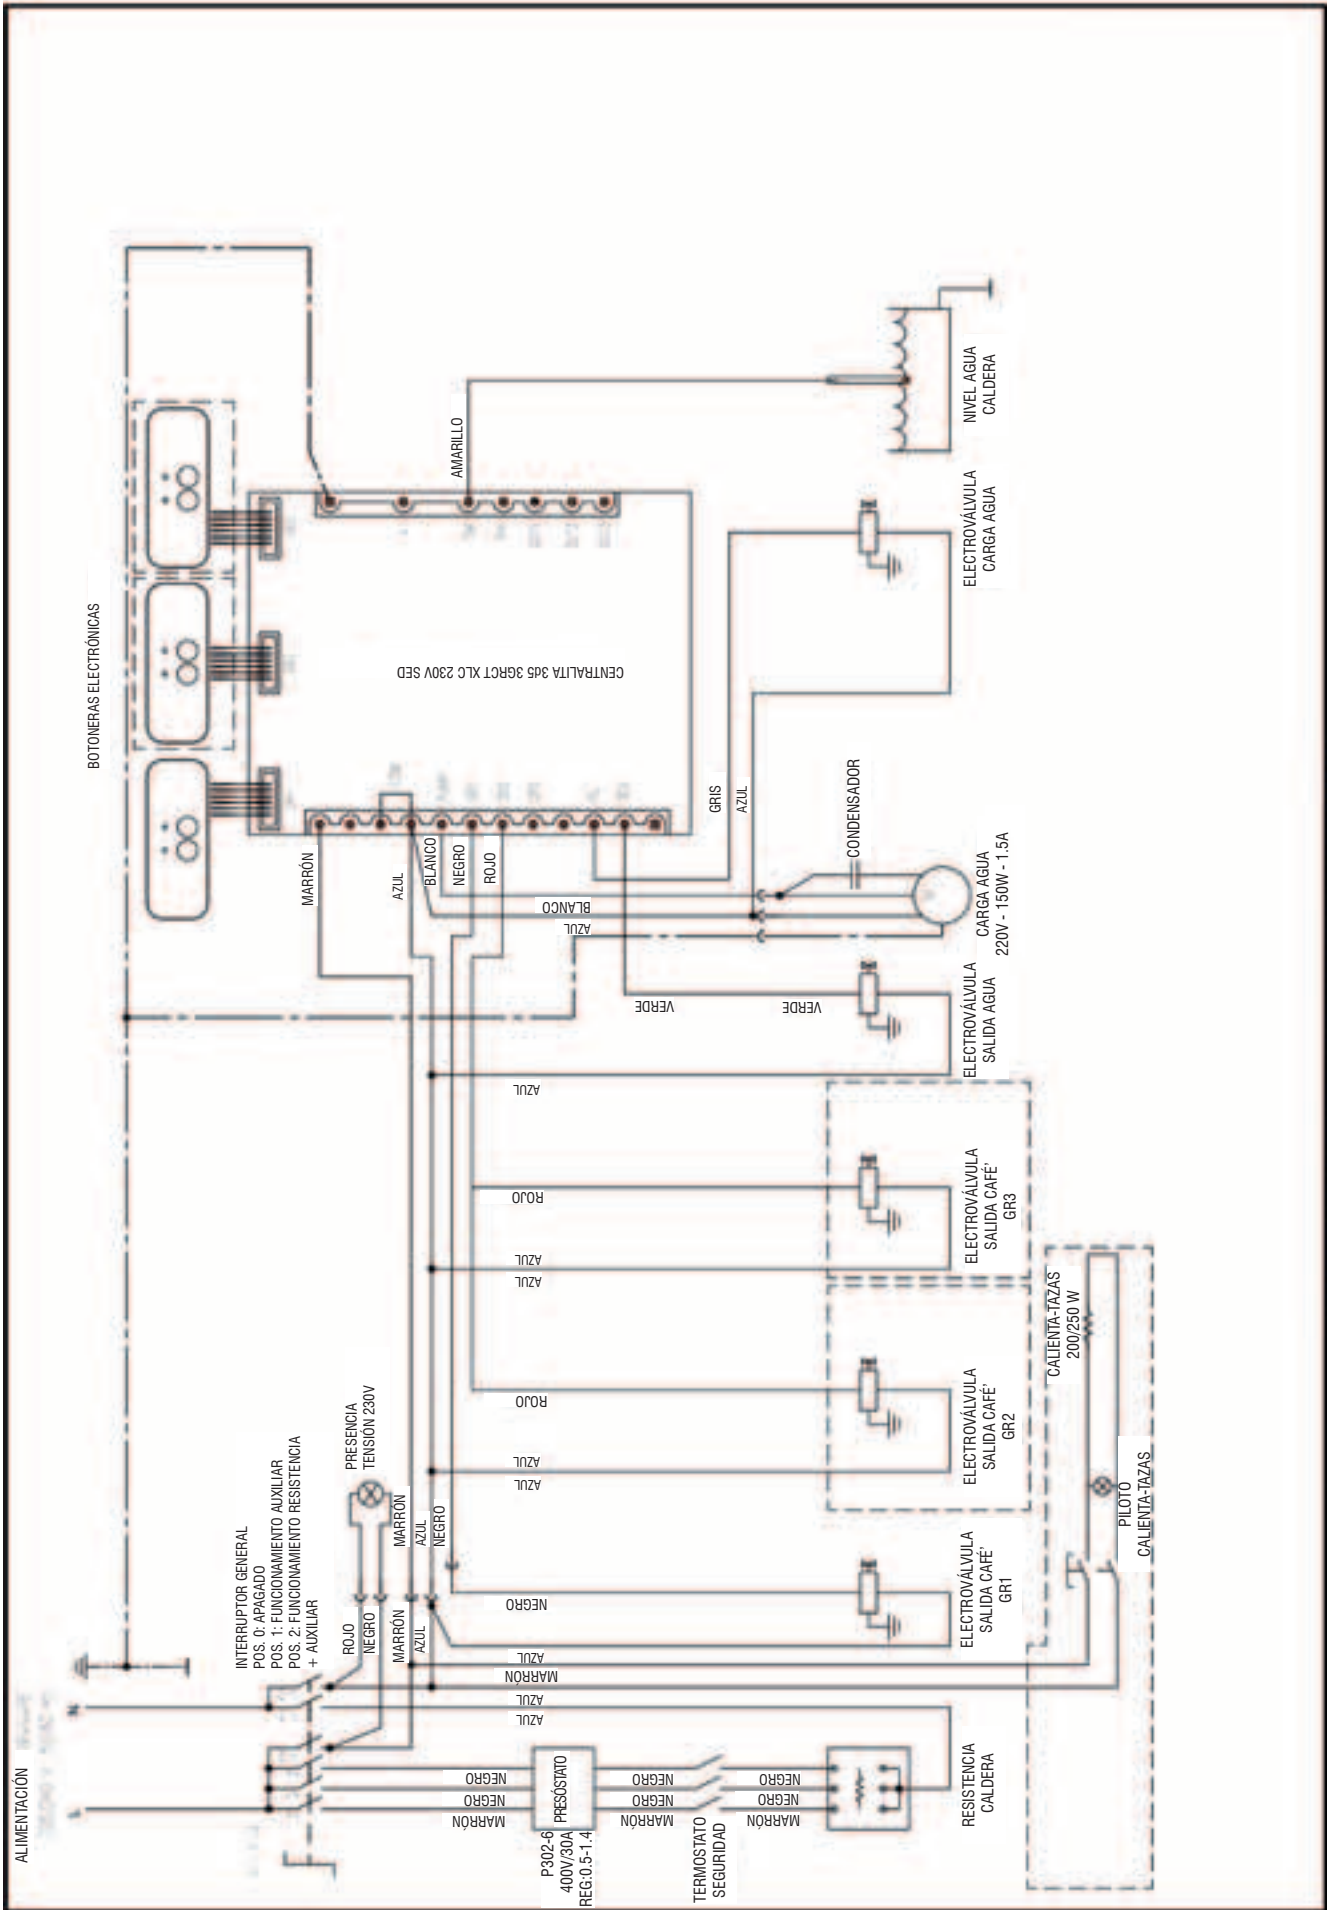 ALIMENTACIÓN
N
L
INTERRUPTOR GENERAL
POS. 0: APAGADO
POS. 1: FUNCIONAMIENTO AUXILIAR
POS. 2: FUNCIONAMIENTO RESISTENCIA
+ AUXILIAR
PRESENCIA
TENSIÓN 230V
ROJO
NEGRO
MARRÓN
AZUL
MARRÓN
AZUL
NEGRO
BOTONERAS ELECTRÓNICAS
CENTRALITA 3d5 3GRCT XLC 230V SED
MARRÓN
AZUL
BLANCO
NEGRO
ROJO
AMARILLO
GRIS
AZUL
BLANCO
AZUL
VERDE
VERDE
AZUL
ROJO
AZUL
AZUL
ROJO
AZUL
AZUL
NEGRO
AZUL
MARRÓN
AZUL
AZUL
NEGRO
NEGRO
MARRÓN
P302-6
400V/30A
REG:0.5-1.4
PRESÓSTATO
NEGRO
NEGRO
MARRÓN
TERMOSTATO
SEGURIDAD
NEGRO
NEGRO
MARRÓN
RESISTENCIA
CALDERA
ELECTROVÁLVULA
SALIDA CAFÉ'
GR1
ELECTROVÁLVULA
SALIDA CAFÉ'
GR2
ELECTROVÁLVULA
SALIDA CAFÉ'
GR3
ELECTROVÁLVULA
SALIDA AGUA
CARGA AGUA
220V - 150W - 1.5A
CONDENSADOR
ELECTROVÁLVULA
CARGA AGUA
NIVEL AGUA
CALDERA
CALIENTA-TAZAS
200/250 W
PILOTO
CALIENTA-TAZAS